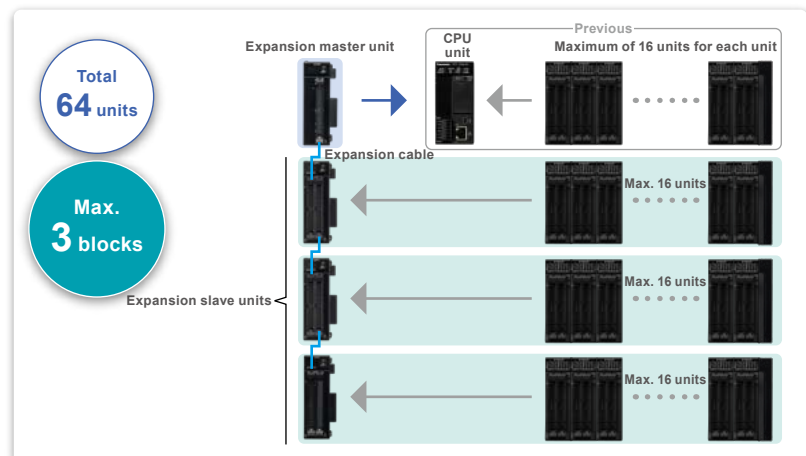 Total
64 units
Max.
3 blocks
Expansion master unit
Previous
CPU
unit
Maximum of 16 units for each unit
Expansion cable
Max. 16 units
Expansion slave units
Max. 16 units
Max. 16 units